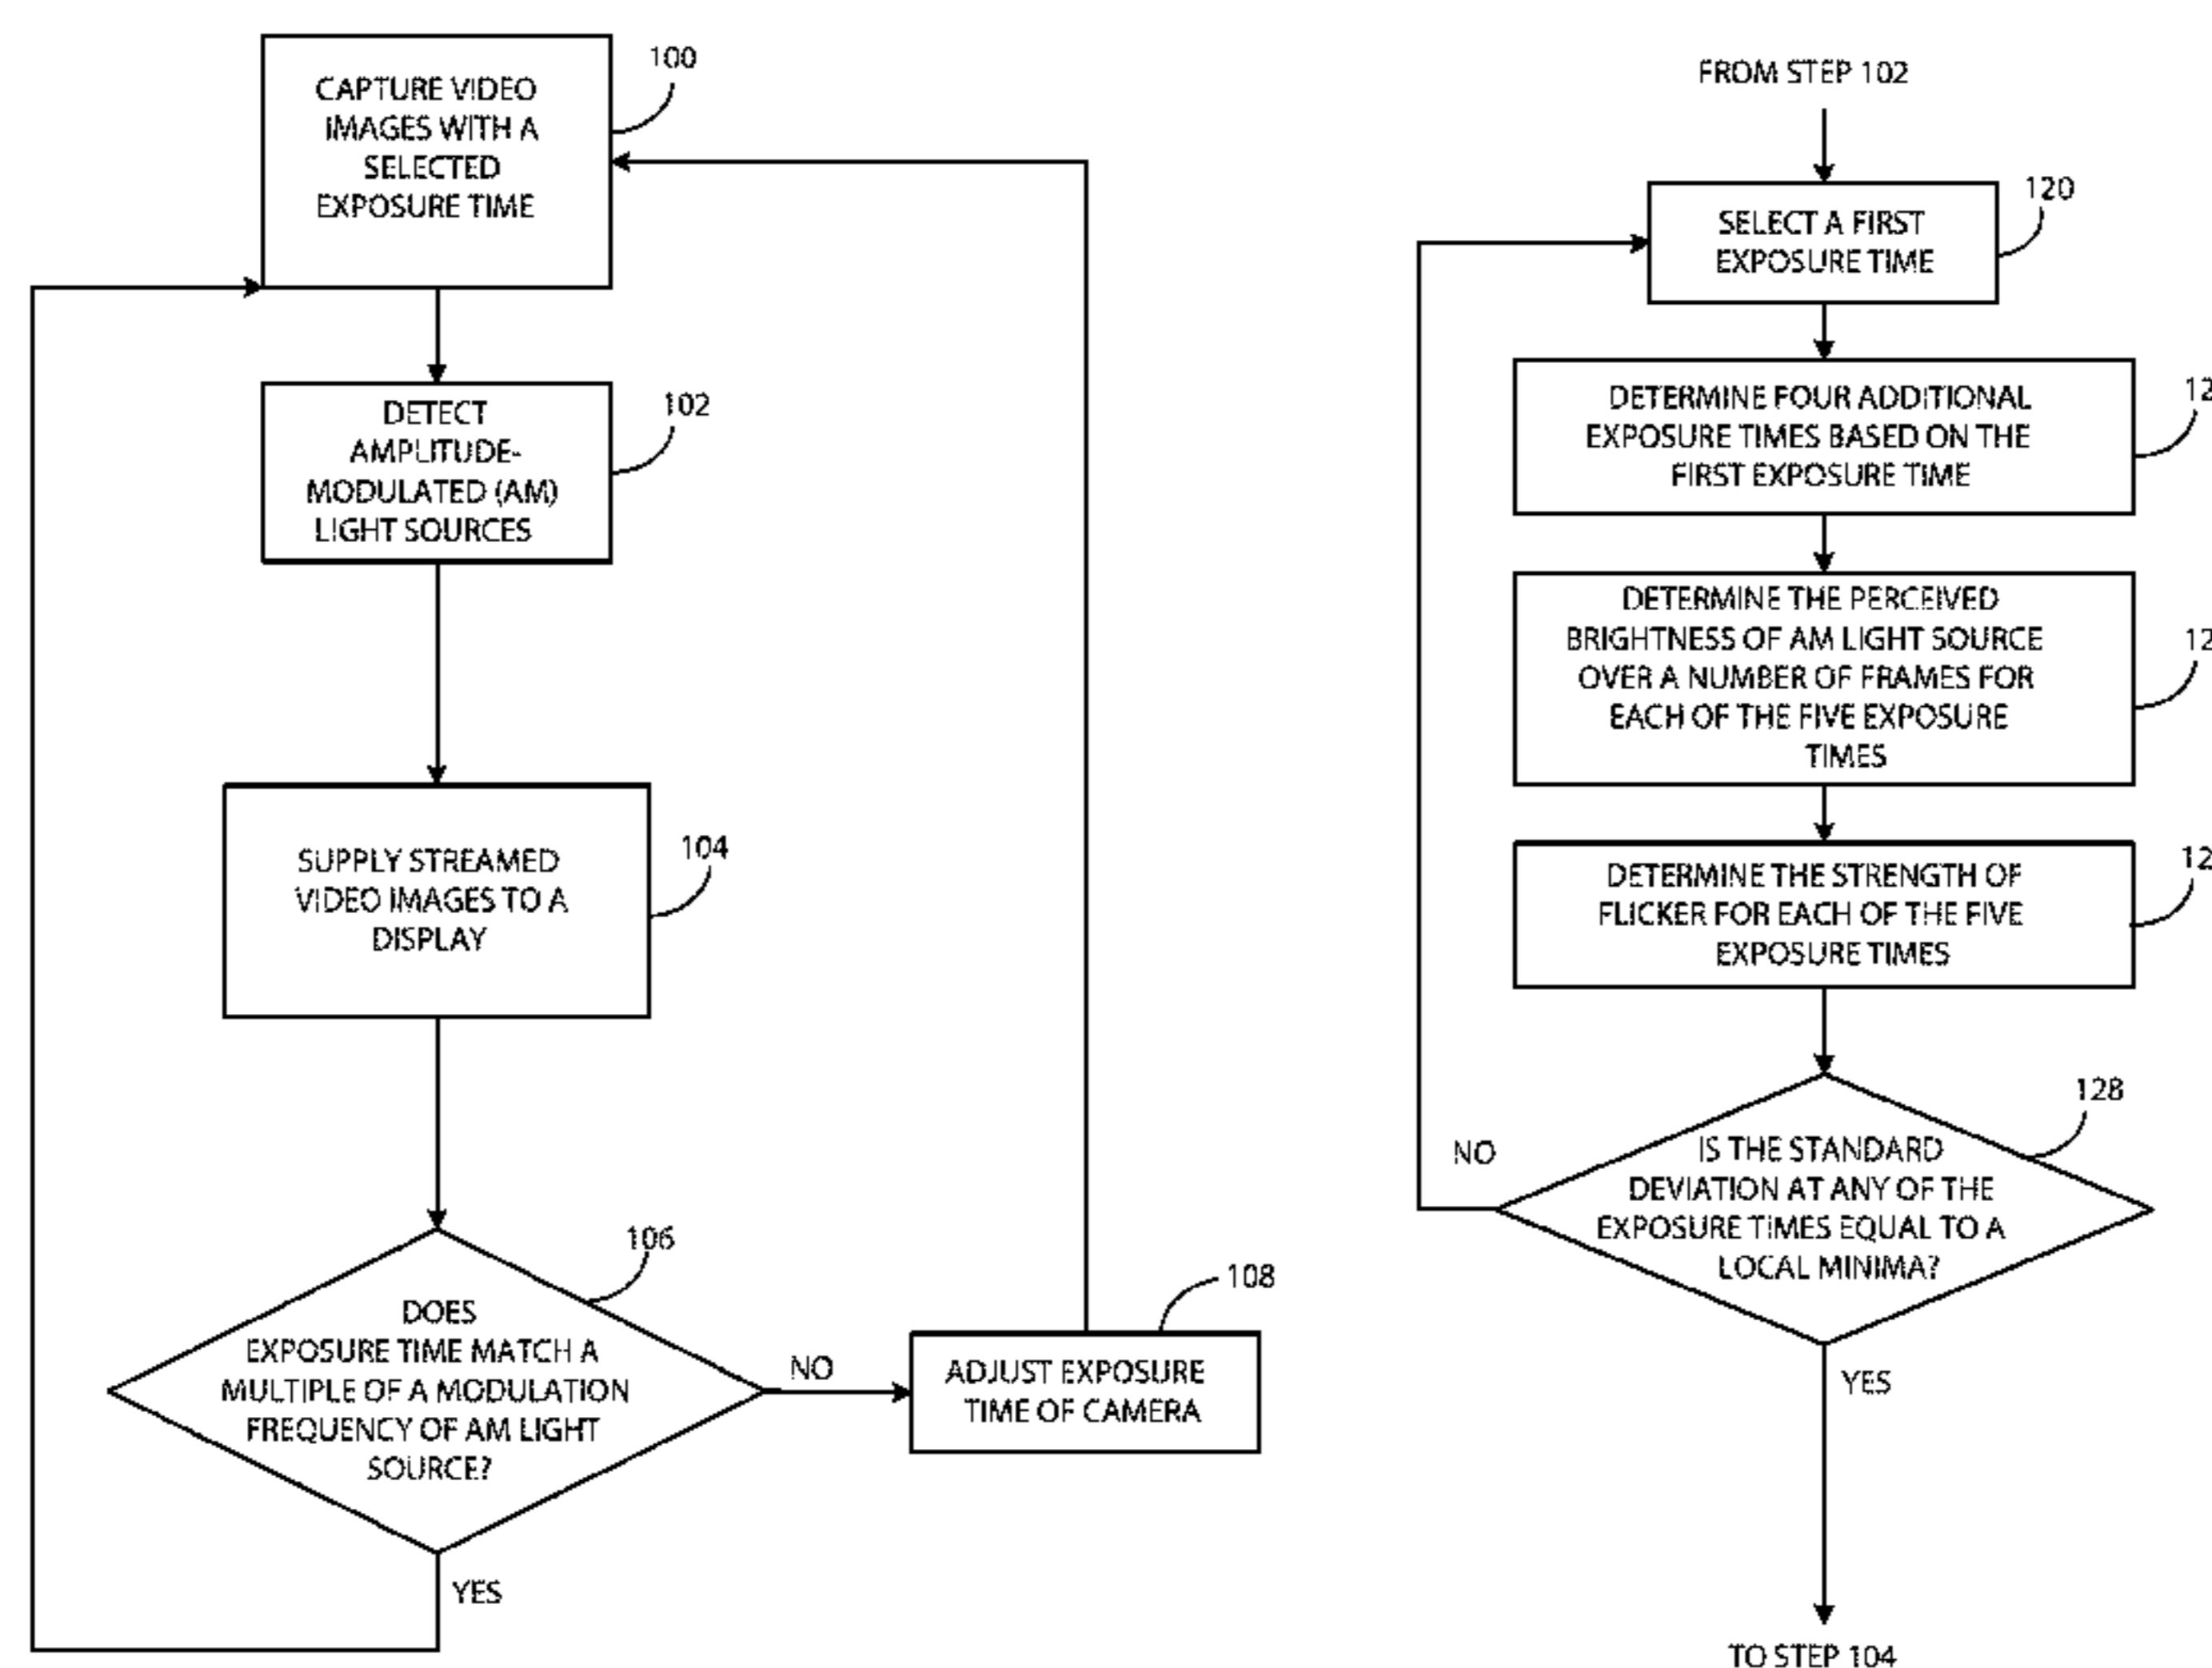 100
CAPTURE VIDEO
IMAGES WITH A
SELECTED
EXPOSURE TIME
102
DETECT
AMPLITUDE-
MODULATED (AM)
LIGHT SOURCES
104
SUPPLY STREAMED
VIDEO IMAGES TO A
DISPLAY
106
DOES
EXPOSURE TIME MATCH A
MULTIPLE OF A MODULATION
FREQUENCY OF AM LIGHT
SOURCE?
NO
108
ADJUST EXPOSURE
TIME OF CAMERA
YES
FROM STEP 102
120
SELECT A FIRST
EXPOSURE TIME
DETERMINE FOUR ADDITIONAL
EXPOSURE TIMES BASED ON THE
FIRST EXPOSURE TIME
DETERMINE THE PERCEIVED
BRIGHTNESS OF AM LIGHT SOURCE
OVER A NUMBER OF FRAMES FOR
EACH OF THE FIVE EXPOSURE
TIMES
DETERMINE THE STRENGTH OF
FLICKER FOR EACH OF THE FIVE
EXPOSURE TIMES
128
NO
IS THE STANDARD
DEVIATION AT ANY OF THE
EXPOSURE TIMES EQUAL TO A
LOCAL MINIMA?
YES
TO STEP 104